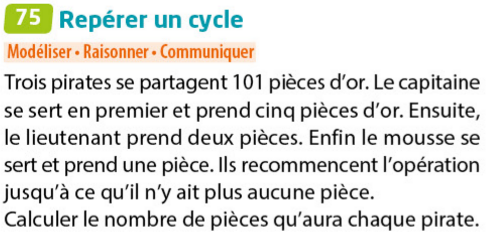 75 Repérer un cycle
Modéliser • Raisonner • Communiquer
Trois pirates se partagent 101 pièces d'or. Le capitaine
se sert en premier et prend cinq pièces d'or. Ensuite,
le lieutenant prend deux pièces. Enfin le mousse se
sert et prend une pièce. Ils recommencent l'opération
jusqu'à ce qu'il n'y ait plus aucune pièce.
Calculer le nombre de pièces qu'aura chaque pirate.